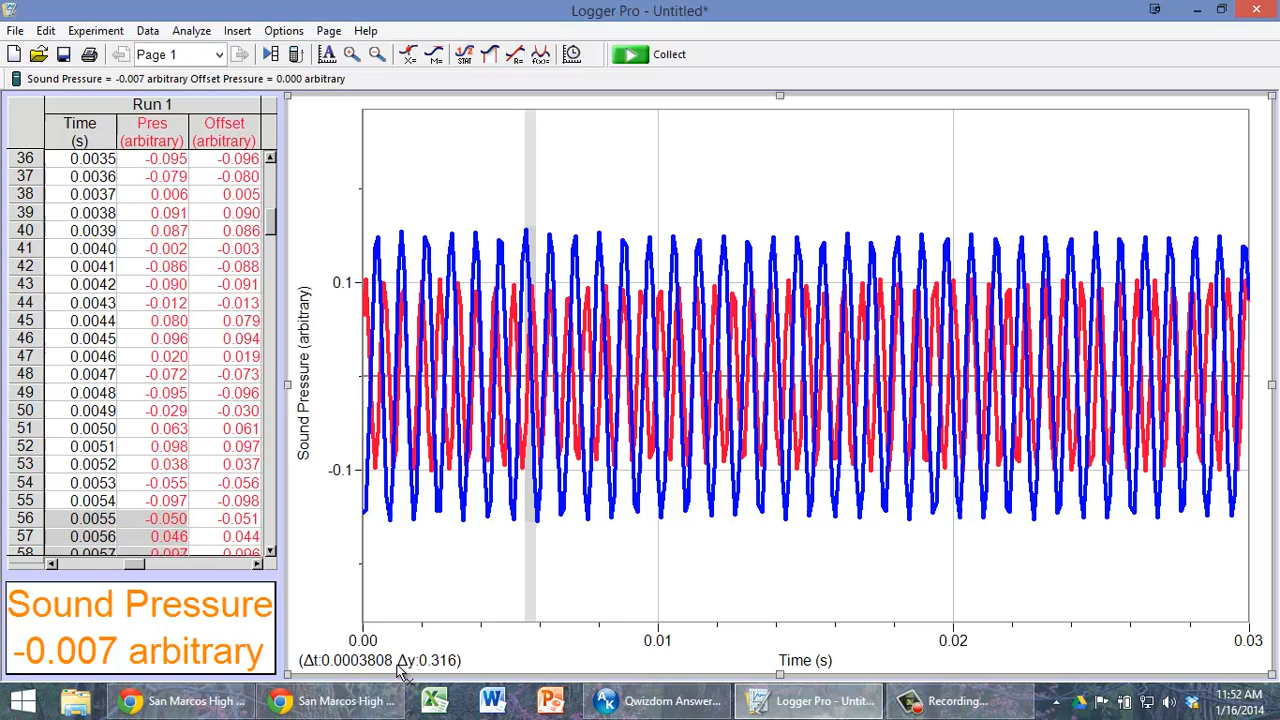 Logger Pro - Untitled*
File Edit Experiment Data Analyze Insert Options Page Help
Page 1 Collect
Sound Pressure = -0.007 arbitrary Offset Pressure = 0.000 arbitrary
Run 1
Time Pres Offset
(s) (arbitrary) (arbitrary)
36 0.0035 -0.095 -0.096
37 0.0036 -0.079 -0.080
38 0.0037 0.006 0.005
39 0.0038 0.091 0.090
40 0.0039 0.087 0.086
41 0.0040 -0.002 -0.003
42 0.0041 -0.086 -0.088
43 0.0042 -0.090 -0.091
44 0.0043 -0.012 -0.013
45 0.0044 0.080 0.079
46 0.0045 0.096 0.094
47 0.0046 0.020 0.019
48 0.0047 -0.072 -0.073
49 0.0048 -0.095 -0.096
50 0.0049 -0.029 -0.030
51 0.0050 0.063 0.061
52 0.0051 0.098 0.097
53 0.0052 0.038 0.037
54 0.0053 -0.055 -0.056
55 0.0054 -0.097 -0.098
56 0.0055 -0.050 -0.051
57 0.0056 0.046 0.044
58 0.0057 0.097 0.096
Sound Pressure
-0.007 arbitrary
Sound Pressure (arbitrary)
0.1
-0.1
0.00 0.01 0.02 0.03
(Δt:0.0003808 Δy:0.316)
Time (s)
San Marcos High ... San Marcos High ... Qwizdom Answer... Logger Pro - Untit... Recording...
11:52 AM
1/16/2014